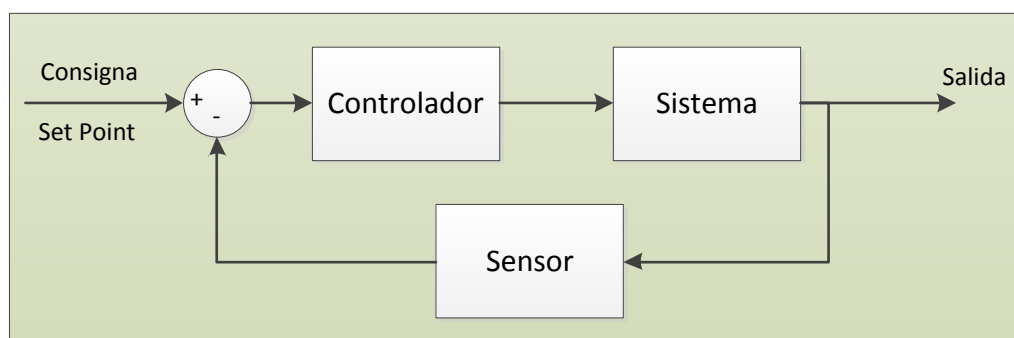 Consigna
Set Point
+
-
Controlador
Sistema
Salida
Sensor